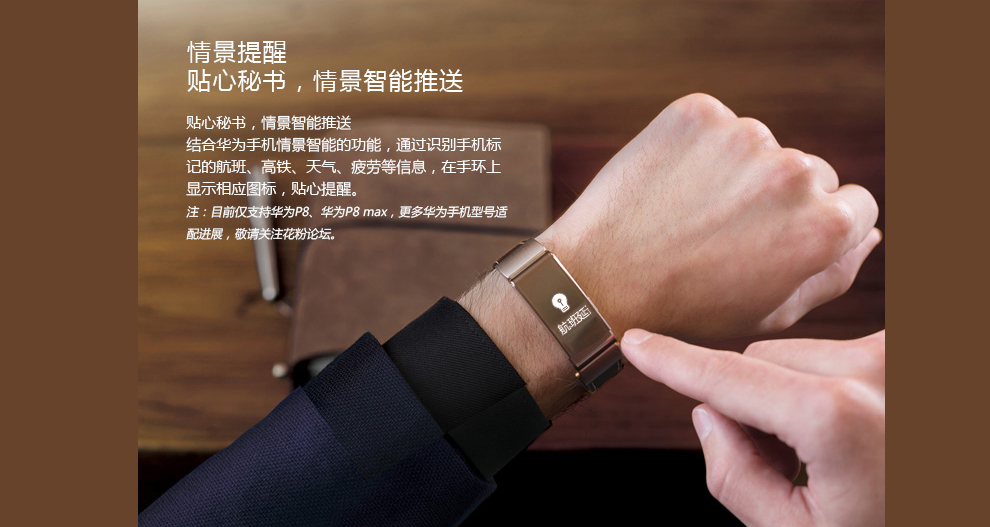 情景提醒
贴心秘书，情景智能推送
贴心秘书，情景智能推送
结合华为手机情景智能的功能，通过识别手机标
记的航班、高铁、天气、疲劳等信息，在手环上
显示相应图标，贴心提醒。
注：目前仅支持华为P8、华为P8 max，更多华为手机型号适
配进展，敬请关注花粉论坛。
航班延误